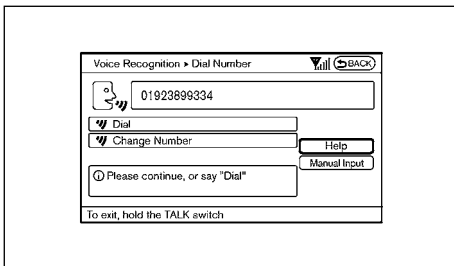 Voice Recognition ▸ Dial Number
BACK
01923899334
Dial
Change Number
Help
Manual Input
Please continue, or say "Dial"
To exit, hold the TALK switch